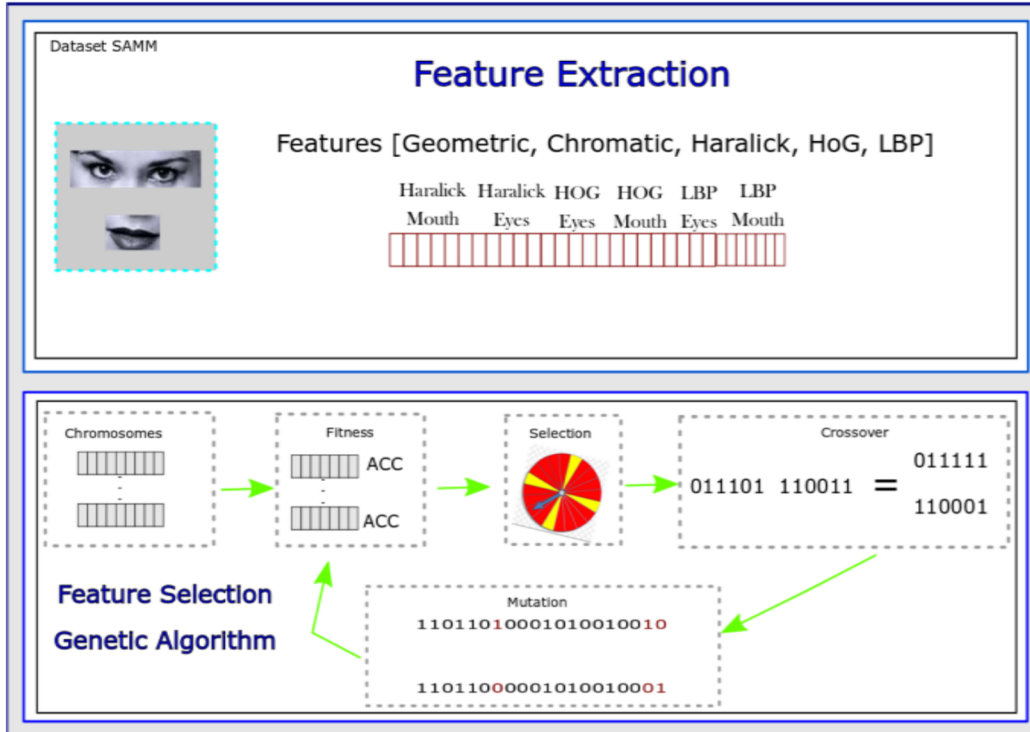 Dataset SAMM
Feature Extraction
Features [Geometric, Chromatic, Haralick, HoG, LBP]
Haralick Haralick HOG HOG LBP LBP
Mouth Eyes Eyes Mouth Eyes Mouth
Chromosomes
Fitness
ACC
ACC
Selection
Crossover
011111
011101 110011 =
110001
Feature Selection
Genetic Algorithm
Mutation
11011010001010010010
11011000001010010001